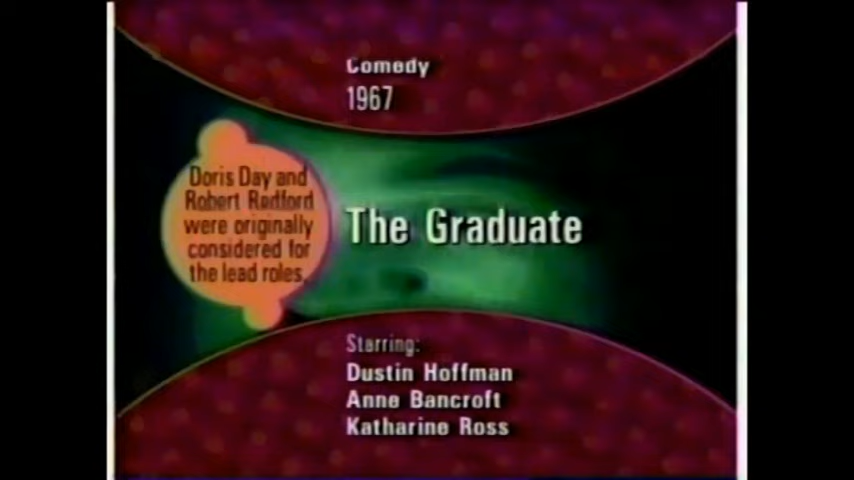 Comedy
1967
Doris Day and
Robert Redford
were originally
considered for
the lead roles.
The Graduate
Starring:
Dustin Hoffman
Anne Bancroft
Katharine Ross